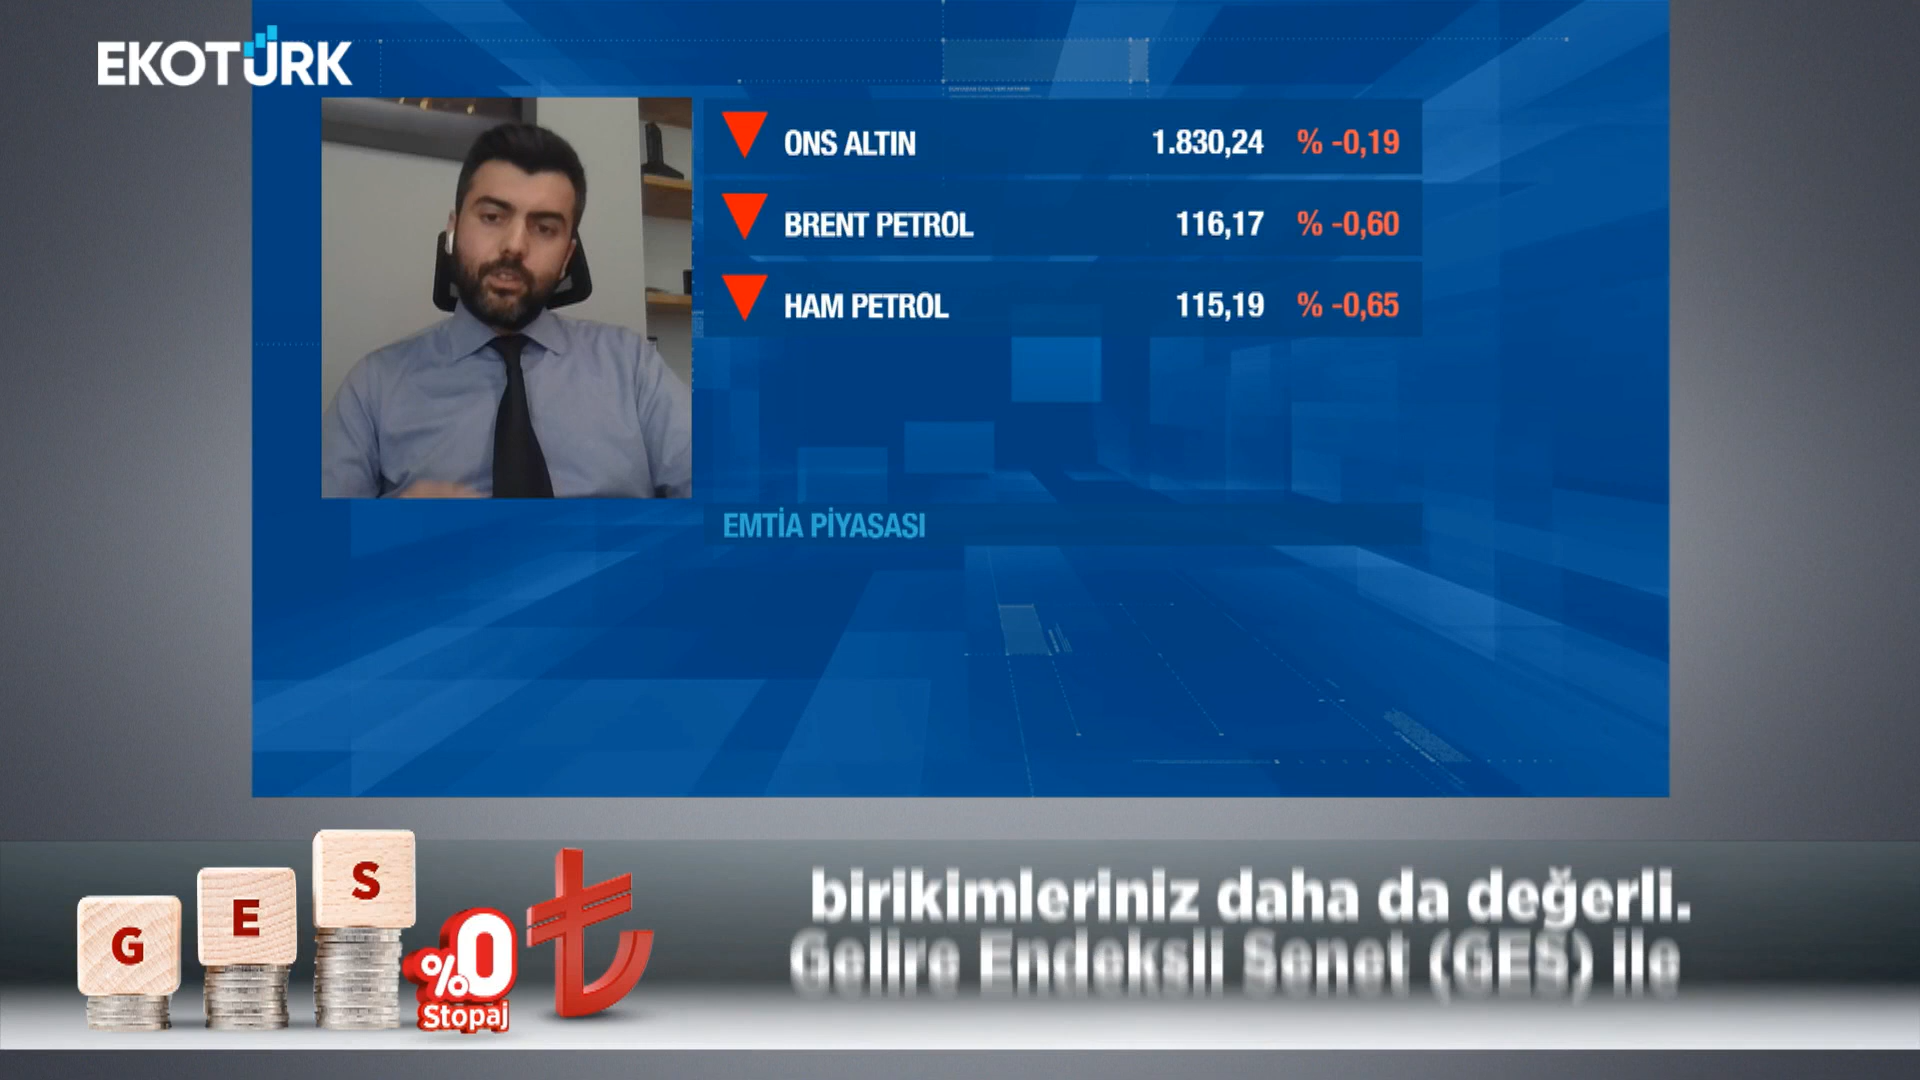 EKOTÜRK
ONS ALTIN 1.830,24 % -0,19
BRENT PETROL 116,17 % -0,60
HAM PETROL 115,19 % -0,65
EMTİA PİYASASI
G E S
%0
Stopaj
₺
birikimleriniz daha da değerli.
Gelire Endeksli Senet (GES) ile